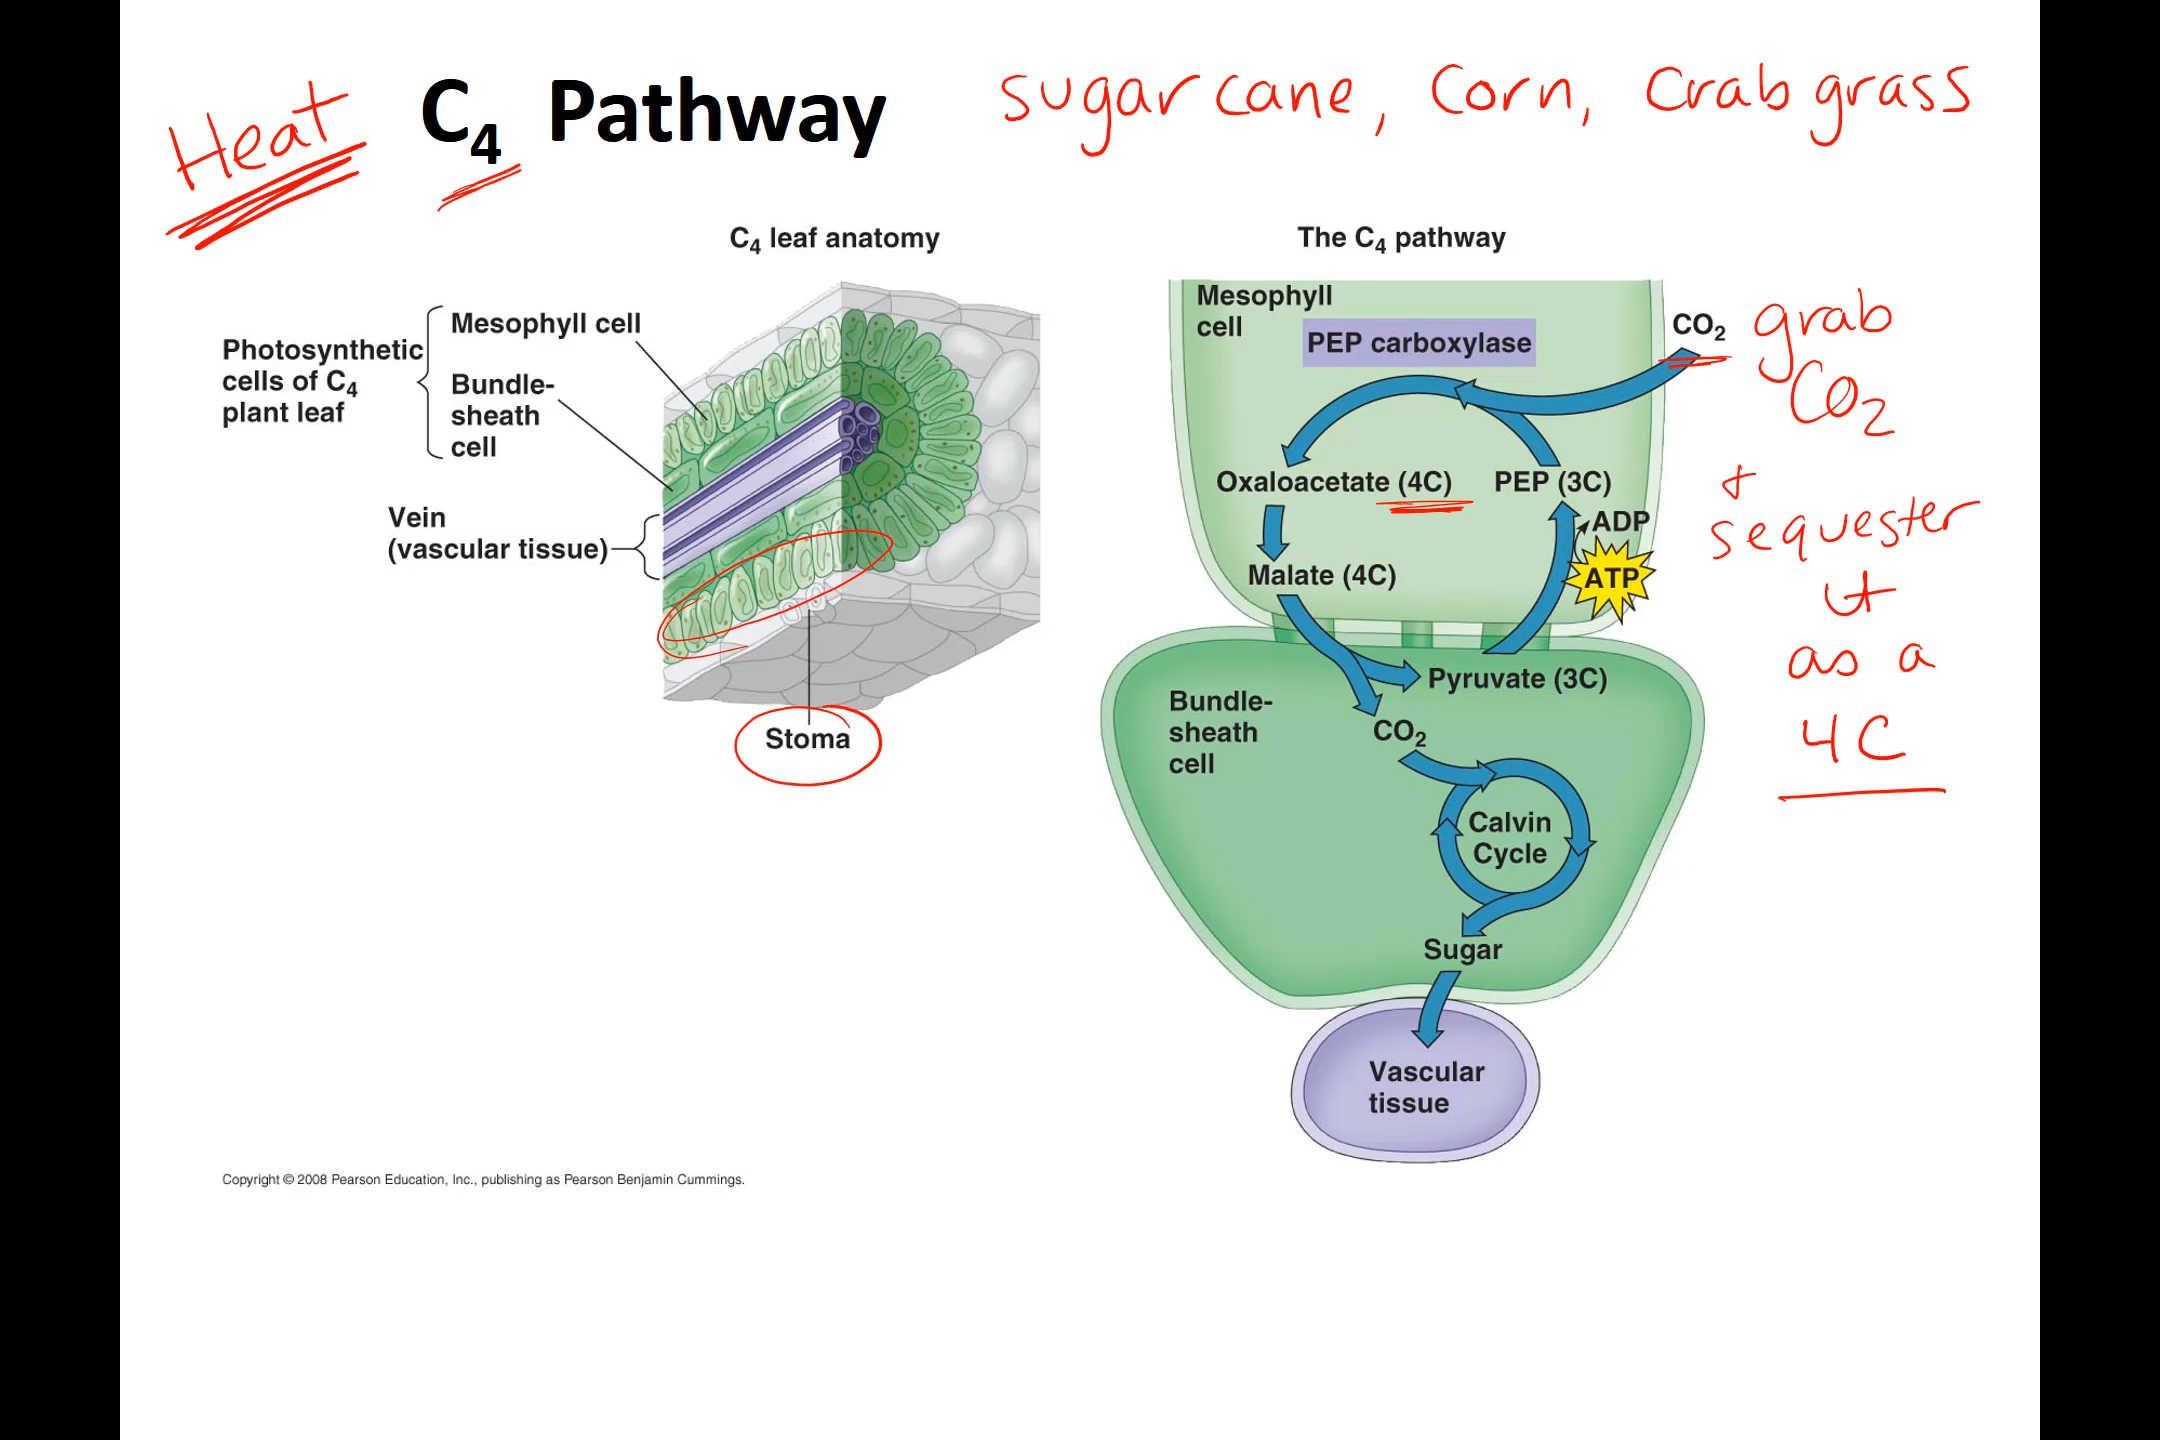 Heat
C4 Pathway
sugar cane, Corn, Crab grass
C4 leaf anatomy
Photosynthetic
cells of C4
plant leaf
Mesophyll cell
Bundle-
sheath
cell
Vein
(vascular tissue)
Stoma
The C4 pathway
Mesophyll
cell
PEP carboxylase
CO2
Oxaloacetate (4C)
PEP (3C)
ADP
ATP
Malate (4C)
Pyruvate (3C)
Bundle-
sheath
cell
CO2
Calvin
Cycle
Sugar
Vascular
tissue
grab
CO2
+
sequester
it
as a
4C
Copyright © 2008 Pearson Education, Inc., publishing as Pearson Benjamin Cummings.